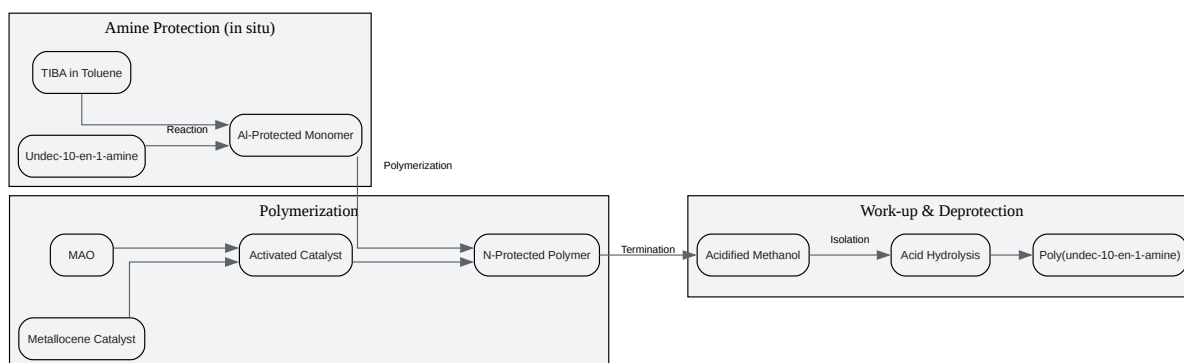 Amine Protection (in situ)
TIBA in Toluene
Reaction
Al-Protected Monomer
Undec-10-en-1-amine
Polymerization
Polymerization
MAO
Activated Catalyst
N-Protected Polymer
Metallocene Catalyst
Termination
Work-up & Deprotection
Acidified Methanol
Isolation
Acid Hydrolysis
Poly(undec-10-en-1-amine)